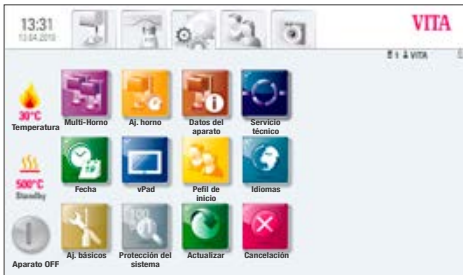 13:31
VITA
13.04.2010
VITA
30°C
Temperatura
Multi-Horno
Aj. horno
Datos del
aparato
Servicio
técnico
500°C
Standby
Fecha
vPad
Pefil de
inicio
Idiomas
Aparato OFF
Aj. básicos
Protección del
sistema
Actualizar
Cancelación